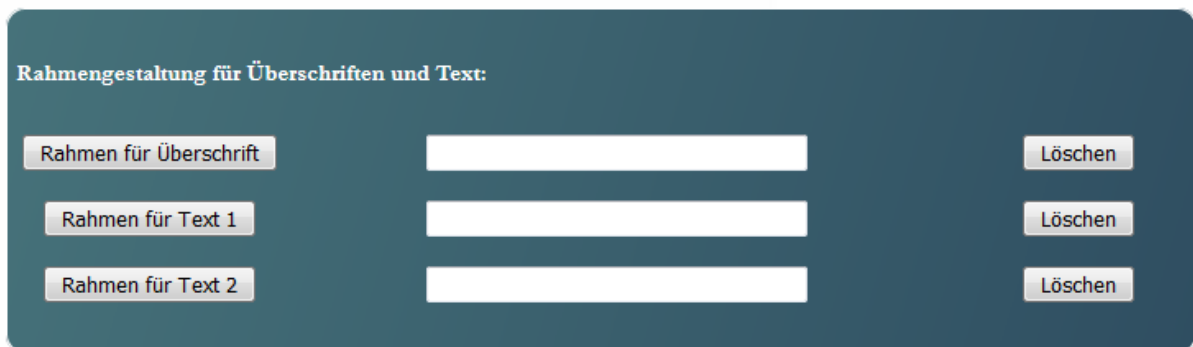 Rahmengestaltung für Überschriften und Text:
Rahmen für Überschrift Löschen
Rahmen für Text 1 Löschen
Rahmen für Text 2 Löschen